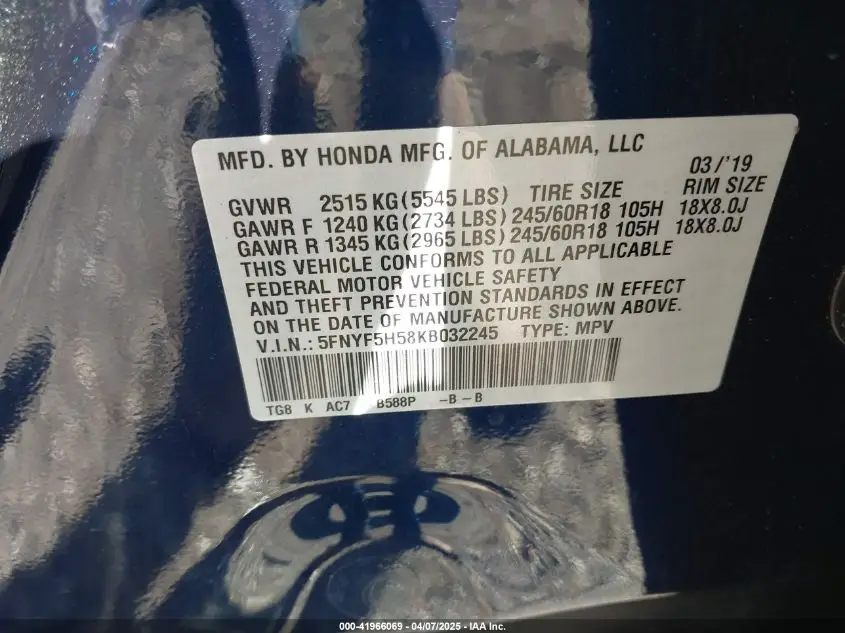 MFD. BY HONDA MFG. OF ALABAMA, LLC
03/'19
GVWR 2515 KG(5545 LBS) TIRE SIZE RIM SIZE
GAWR F 1240 KG(2734 LBS) 245/60R18 105H 18X8.0J
GAWR R 1345 KG(2965 LBS) 245/60R18 105H 18X8.0J
THIS VEHICLE CONFORMS TO ALL APPLICABLE
FEDERAL MOTOR VEHICLE SAFETY
AND THEFT PREVENTION STANDARDS IN EFFECT
ON THE DATE OF MANUFACTURE SHOWN ABOVE.
V.I.N.: 5FNYF5H58KB032245 TYPE: MPV
TG8 K AC7 B588P -B-B
000-41966069 - 04/07/2025 - IAA Inc.